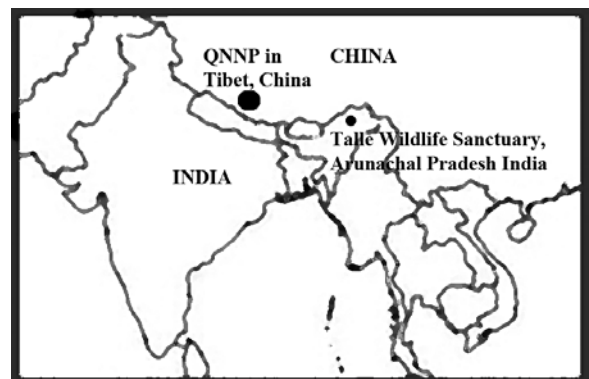 QNNP in
Tibet, China
CHINA
Talle Wildlife Sanctuary,
Arunachal Pradesh India
INDIA